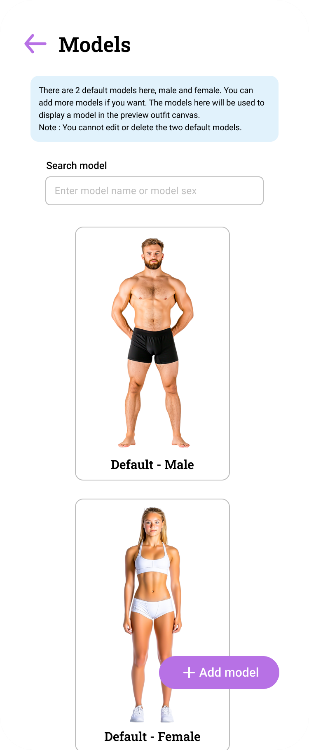 Models
There are 2 default models here, male and female. You can
add more models if you want. The models here will be used to
display a model in the preview outfit canvas.
Note : You cannot edit or delete the two default models.
Search model
Enter model name or model sex
Default - Male
+ Add model
Default - Female